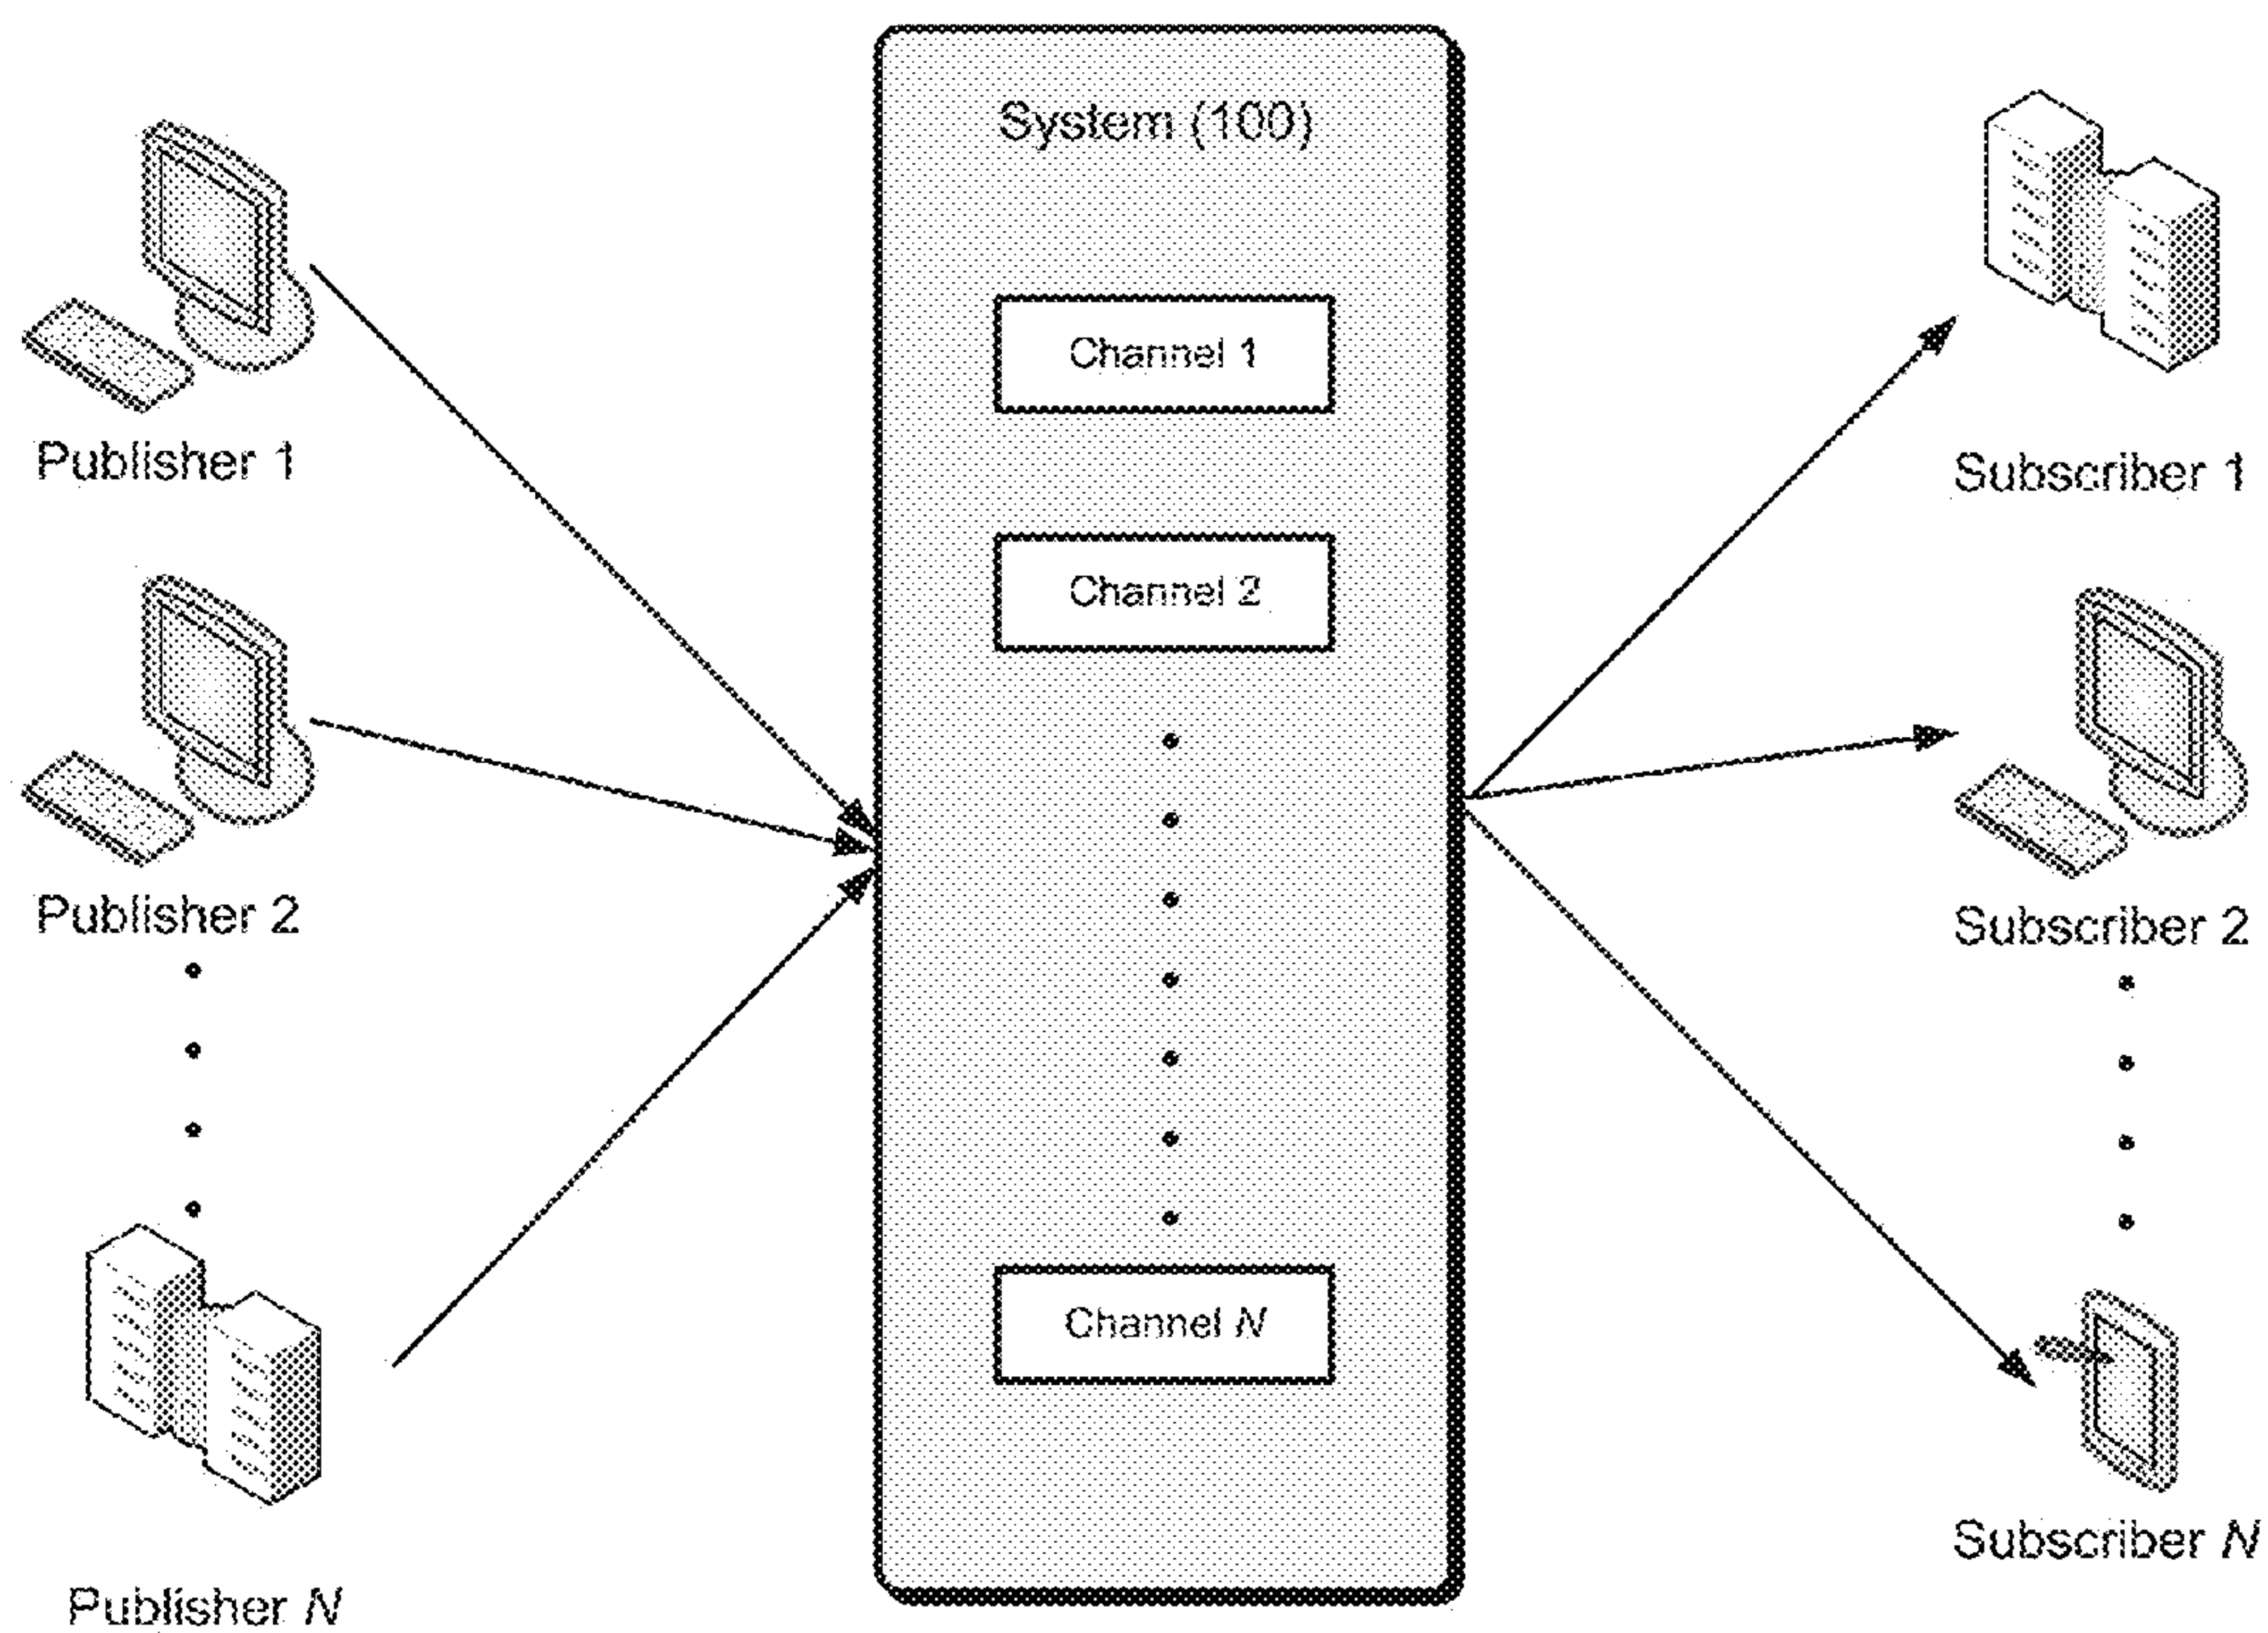 System (100)
Channel 1
Channel 2
Channel N
Publisher 1
Publisher 2
Publisher N
Subscriber 1
Subscriber 2
Subscriber N